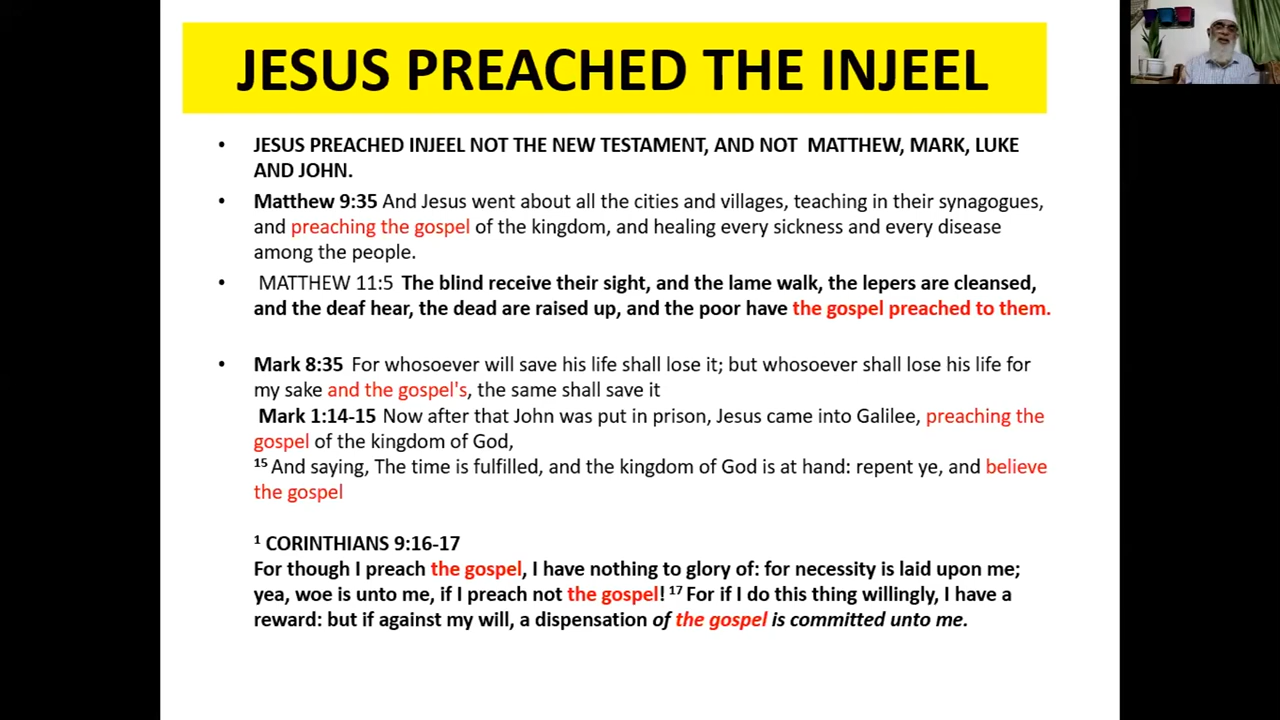 JESUS PREACHED THE INJEEL
• JESUS PREACHED INJEEL NOT THE NEW TESTAMENT, AND NOT MATTHEW, MARK, LUKE
AND JOHN.
• Matthew 9:35 And Jesus went about all the cities and villages, teaching in their synagogues,
and preaching the gospel of the kingdom, and healing every sickness and every disease
among the people.
• MATTHEW 11:5 The blind receive their sight, and the lame walk, the lepers are cleansed,
and the deaf hear, the dead are raised up, and the poor have the gospel preached to them.
• Mark 8:35 For whosoever will save his life shall lose it; but whosoever shall lose his life for
my sake and the gospel's, the same shall save it
Mark 1:14-15 Now after that John was put in prison, Jesus came into Galilee, preaching the
gospel of the kingdom of God,
15 And saying, The time is fulfilled, and the kingdom of God is at hand: repent ye, and believe
the gospel
1 CORINTHIANS 9:16-17
For though I preach the gospel, I have nothing to glory of: for necessity is laid upon me;
yea, woe is unto me, if I preach not the gospel! 17 For if I do this thing willingly, I have a
reward: but if against my will, a dispensation of the gospel is committed unto me.